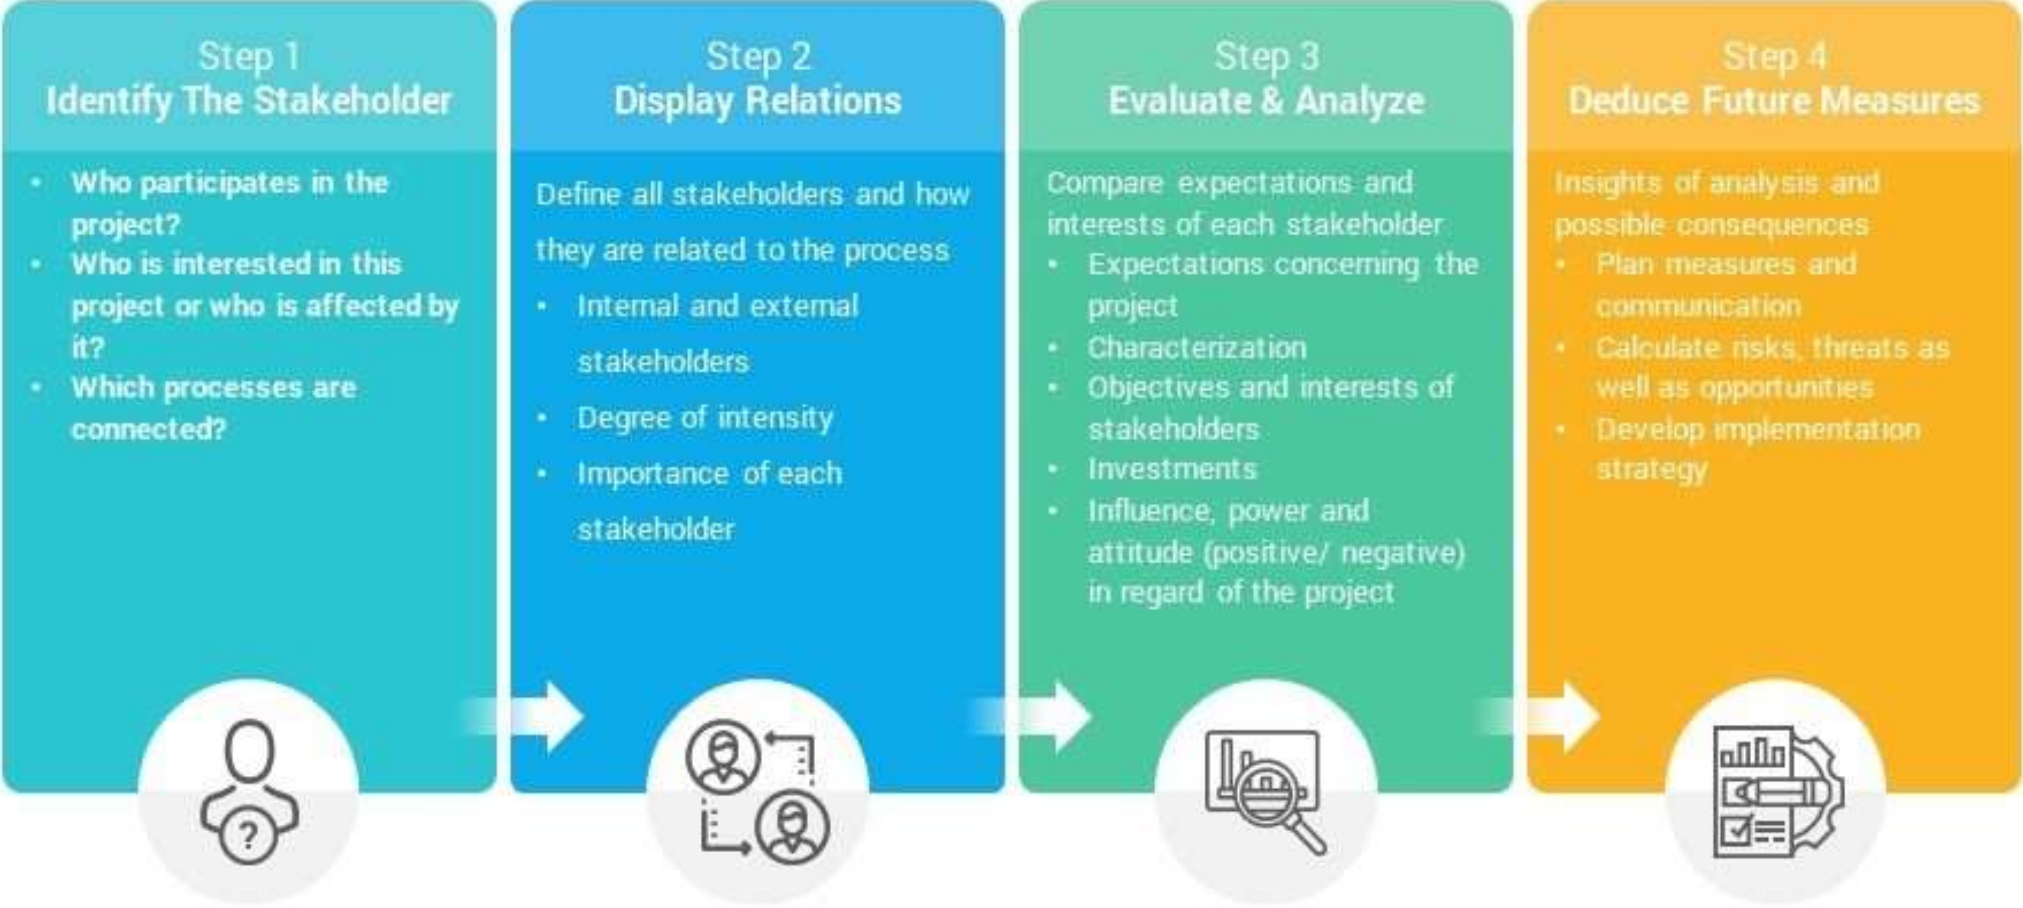 Step 1
Identify The Stakeholder
• Who participates in the
project?
• Who is interested in this
project or who is affected by
it?
• Which processes are
connected?
Step 2
Display Relations
Define all stakeholders and how
they are related to the process
• Internal and external
stakeholders
• Degree of intensity
• Importance of each
stakeholder
Step 3
Evaluate & Analyze
Compare expectations and
interests of each stakeholder
• Expectations concerning the
project
• Characterization
• Objectives and interests of
stakeholders
• Investments
• Influence, power and
attitude (positive/ negative)
in regard of the project
Step 4
Deduce Future Measures
Insights of analysis and
possible consequences
• Plan measures and
communication
• Calculate risks, threats as
well as opportunities
• Develop implementation
strategy
?